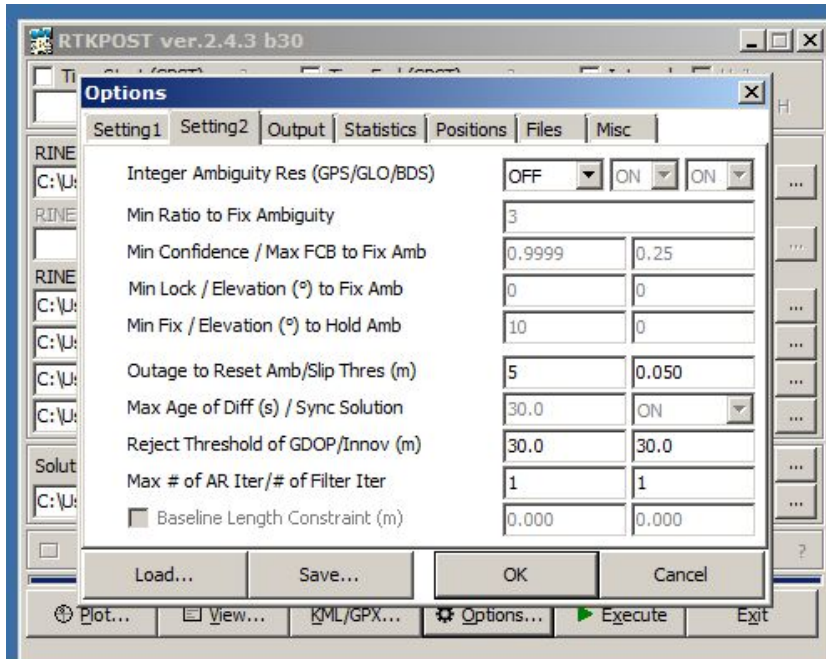 RTKPOST ver.2.4.3 b30
Options
H
Setting1 Setting2 Output Statistics Positions Files Misc
RINE
Integer Ambiguity Res (GPS/GLO/BDS) OFF ON ON
C:\U ...
RINE
Min Ratio to Fix Ambiguity 3
Min Confidence / Max FCB to Fix Amb 0.9999 0.25
...
RINE
Min Lock / Elevation (°) to Fix Amb 0 0
C:\U ...
Min Fix / Elevation (°) to Hold Amb 10 0
C:\U ...
Outage to Reset Amb/Slip Thres (m) 5 0.050
C:\U ...
Max Age of Diff (s) / Sync Solution 30.0 ON
C:\U ...
Reject Threshold of GDOP/Innov (m) 30.0 30.0
Solut ...
Max # of AR Iter/# of Filter Iter 1 1
C:\U ...
Baseline Length Constraint (m) 0.000 0.000
?
Load... Save... OK Cancel
Plot... View... KML/GPX... Options... Execute Exit